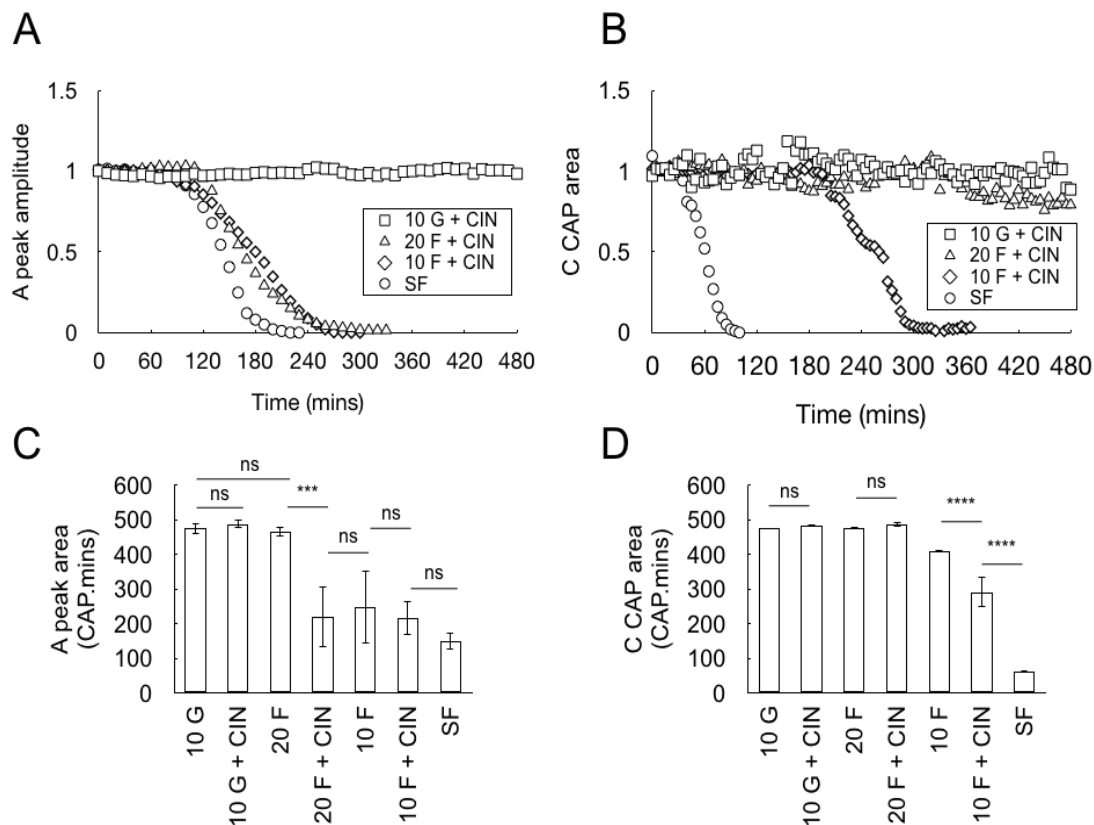 A
1.5
1
0.5
0
A peak amplitude
0 60 120 180 240 300 360 420 480
Time (mins)
10 G + CIN
20 F + CIN
10 F + CIN
SF
B
1.5
1
0.5
0
C CAP area
0 60 120 180 240 300 360 420 480
Time (mins)
10 G + CIN
20 F + CIN
10 F + CIN
SF
C
600
500
400
300
200
100
0
A peak area
(CAP.mins)
ns
ns
***
ns
ns
ns
10 G
10 G + CIN
20 F
20 F + CIN
10 F
10 F + CIN
SF
D
600
500
400
300
200
100
0
C CAP area
(CAP.mins)
ns
ns
****
****
10 G
10 G + CIN
20 F
20 F + CIN
10 F
10 F + CIN
SF